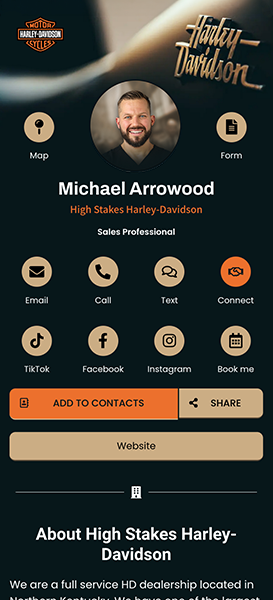 MOTOR
HARLEY-DAVIDSON
CYCLES
Harley-
Davidson
Map
Form
Michael Arrowood
High Stakes Harley-Davidson
Sales Professional
Email
Call
Text
Connect
TikTok
Facebook
Instagram
Book me
ADD TO CONTACTS
SHARE
Website
About High Stakes Harley-
Davidson
We are a full service HD dealership located in
Northern Kentucky. We have one of the largest